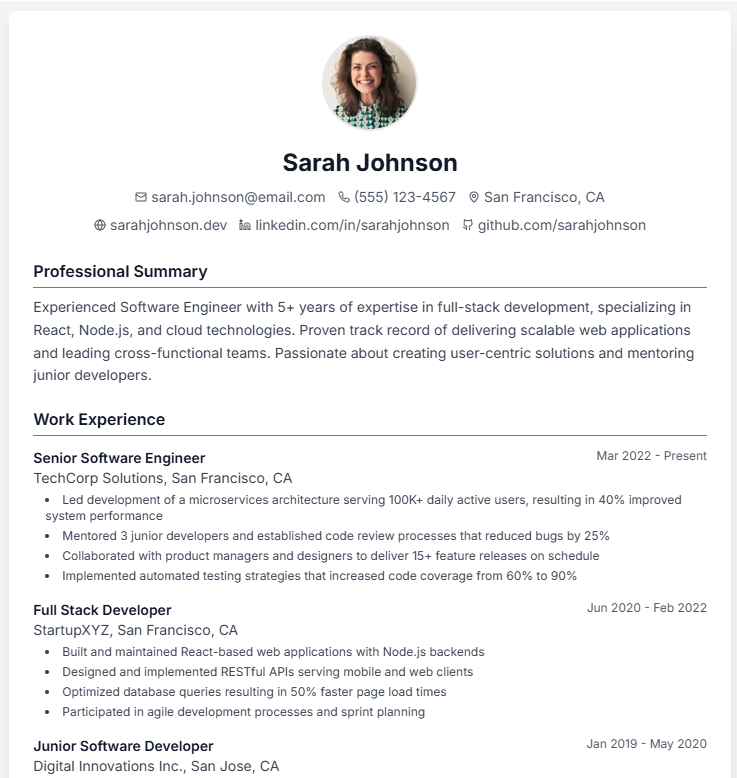 Sarah Johnson
sarah.johnson@email.com (555) 123-4567 San Francisco, CA
sarahjohnson.dev linkedin.com/in/sarahjohnson github.com/sarahjohnson
Professional Summary
Experienced Software Engineer with 5+ years of expertise in full-stack development, specializing in
React, Node.js, and cloud technologies. Proven track record of delivering scalable web applications
and leading cross-functional teams. Passionate about creating user-centric solutions and mentoring
junior developers.
Work Experience
Senior Software Engineer Mar 2022 - Present
TechCorp Solutions, San Francisco, CA
• Led development of a microservices architecture serving 100K+ daily active users, resulting in 40% improved
system performance
• Mentored 3 junior developers and established code review processes that reduced bugs by 25%
• Collaborated with product managers and designers to deliver 15+ feature releases on schedule
• Implemented automated testing strategies that increased code coverage from 60% to 90%
Full Stack Developer Jun 2020 - Feb 2022
StartupXYZ, San Francisco, CA
• Built and maintained React-based web applications with Node.js backends
• Designed and implemented RESTful APIs serving mobile and web clients
• Optimized database queries resulting in 50% faster page load times
• Participated in agile development processes and sprint planning
Junior Software Developer Jan 2019 - May 2020
Digital Innovations Inc., San Jose, CA